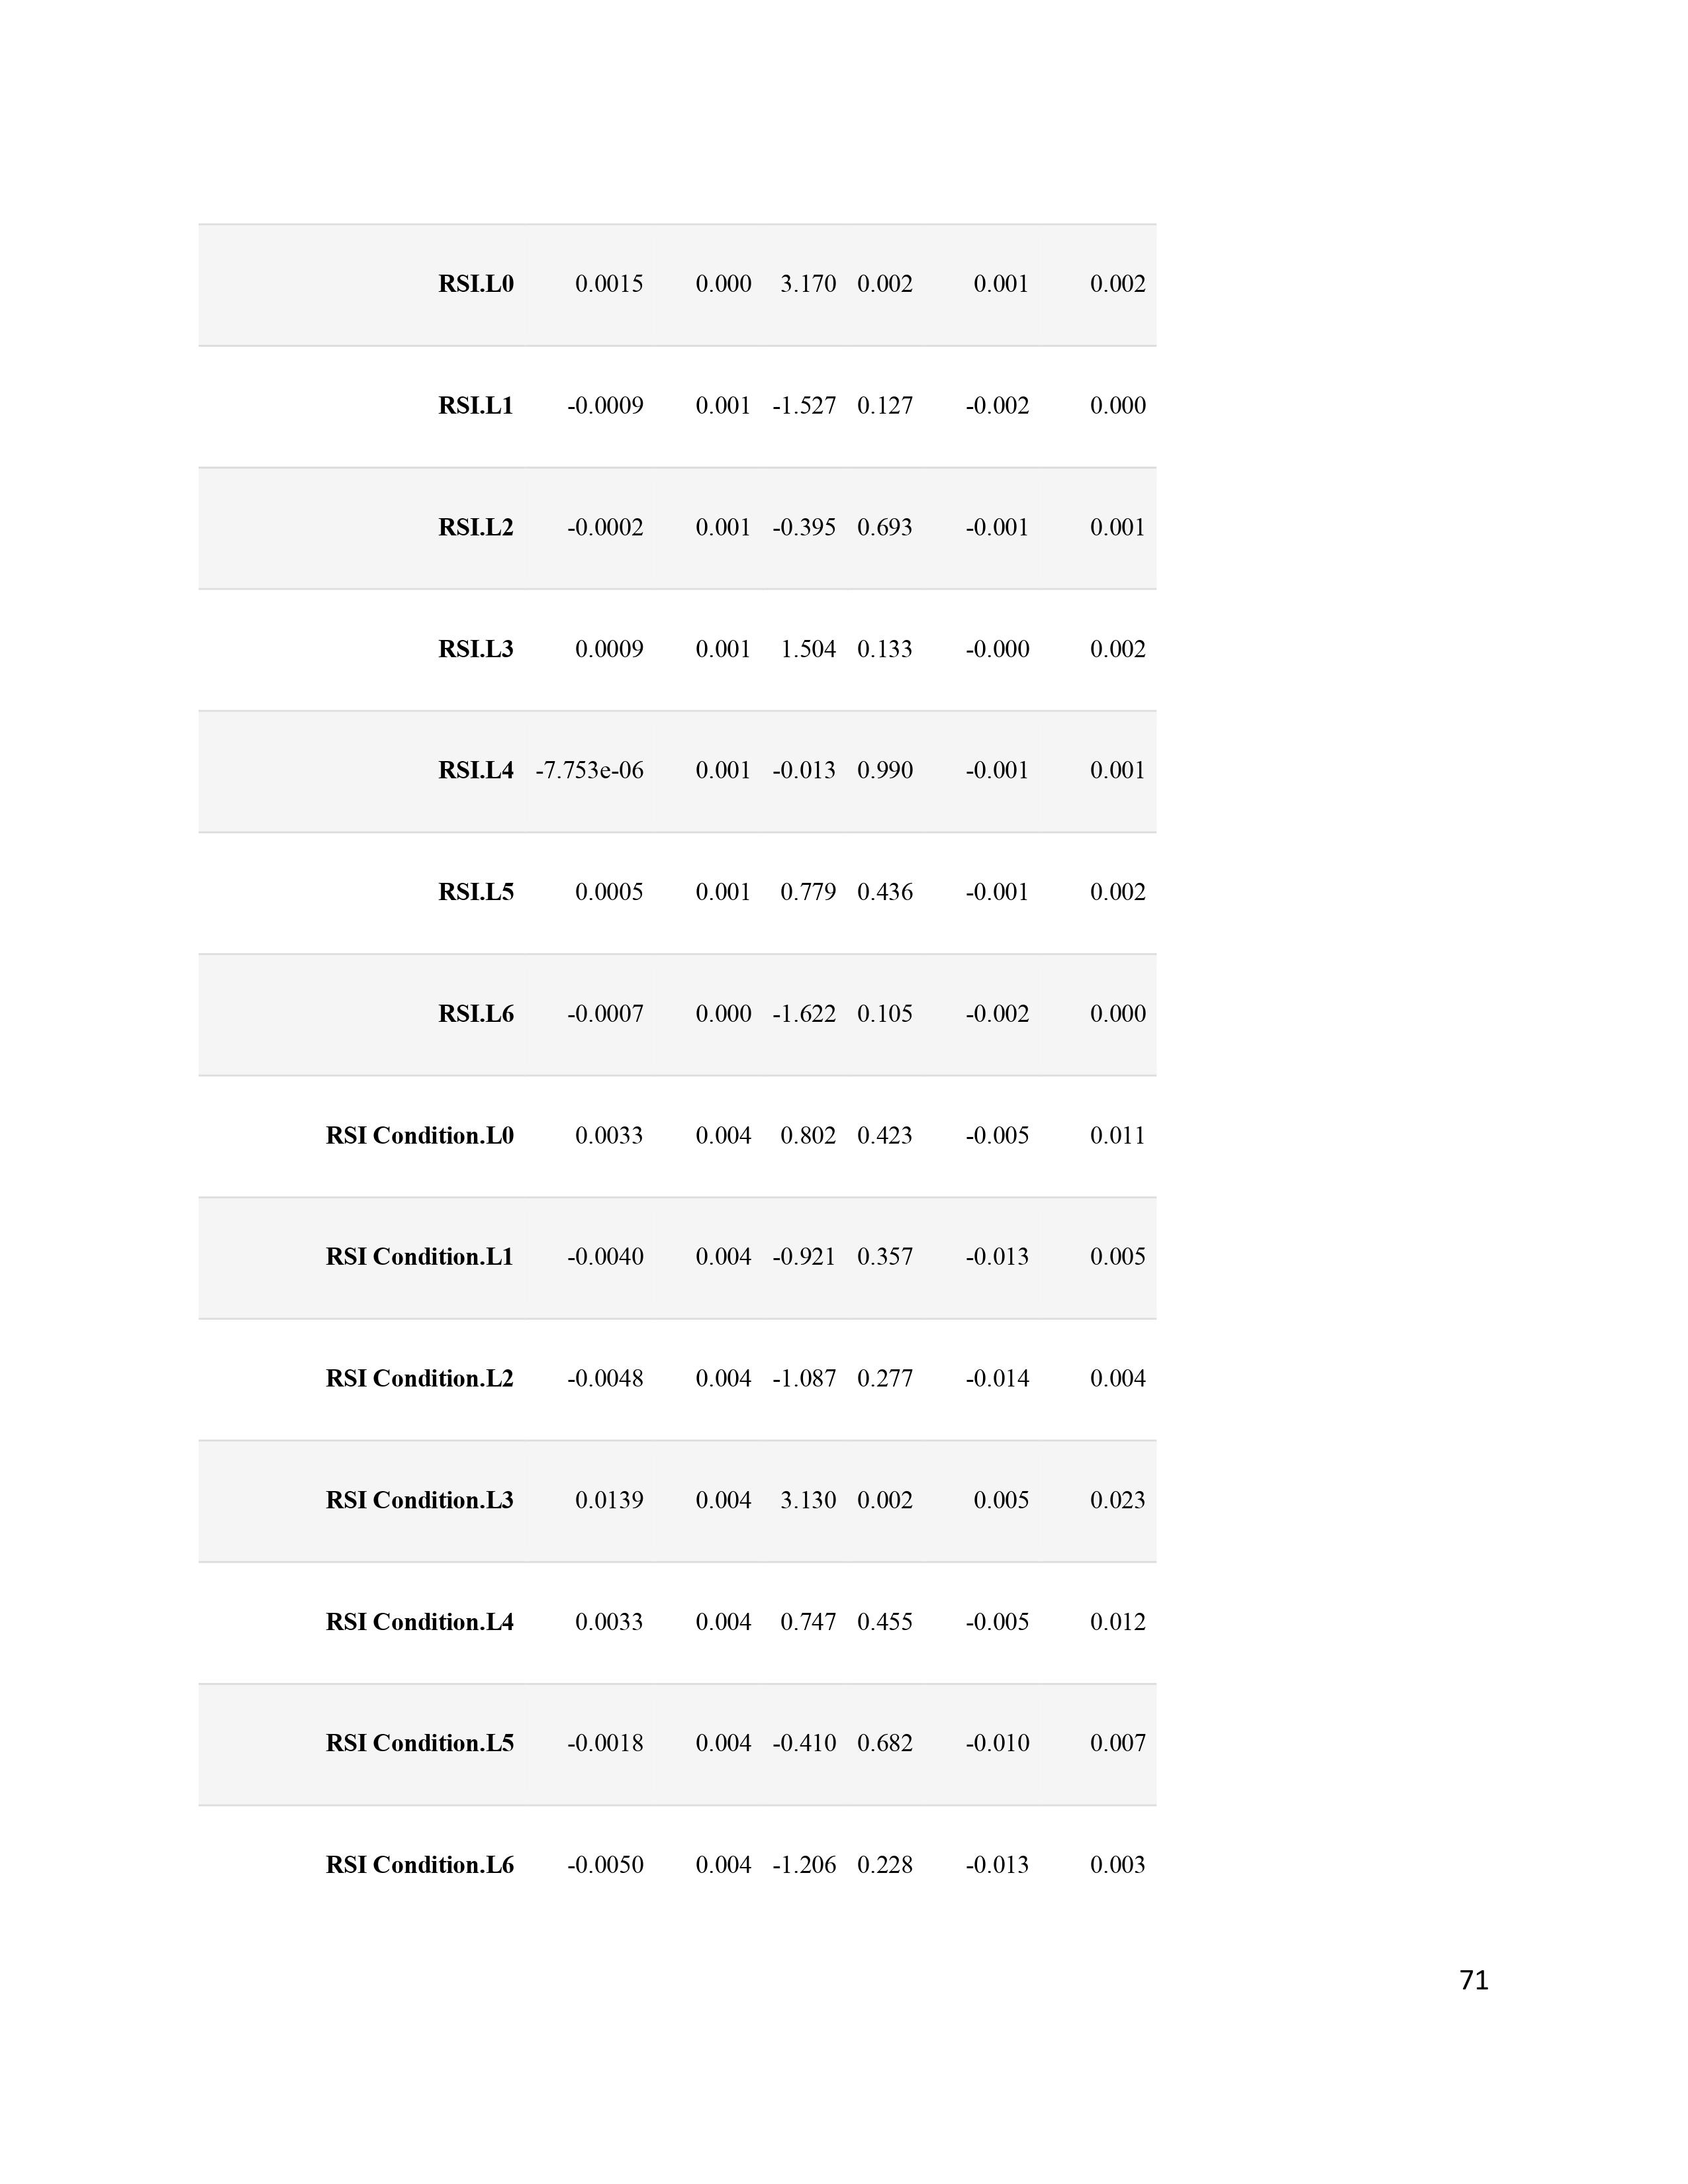 RSI.L0 0.0015 0.000 3.170 0.002 0.001 0.002
RSI.L1 -0.0009 0.001 -1.527 0.127 -0.002 0.000
RSI.L2 -0.0002 0.001 -0.395 0.693 -0.001 0.001
RSI.L3 0.0009 0.001 1.504 0.133 -0.000 0.002
RSI.L4 -7.753e-06 0.001 -0.013 0.990 -0.001 0.001
RSI.L5 0.0005 0.001 0.779 0.436 -0.001 0.002
RSI.L6 -0.0007 0.000 -1.622 0.105 -0.002 0.000
RSI Condition.L0 0.0033 0.004 0.802 0.423 -0.005 0.011
RSI Condition.L1 -0.0040 0.004 -0.921 0.357 -0.013 0.005
RSI Condition.L2 -0.0048 0.004 -1.087 0.277 -0.014 0.004
RSI Condition.L3 0.0139 0.004 3.130 0.002 0.005 0.023
RSI Condition.L4 0.0033 0.004 0.747 0.455 -0.005 0.012
RSI Condition.L5 -0.0018 0.004 -0.410 0.682 -0.010 0.007
RSI Condition.L6 -0.0050 0.004 -1.206 0.228 -0.013 0.003
71